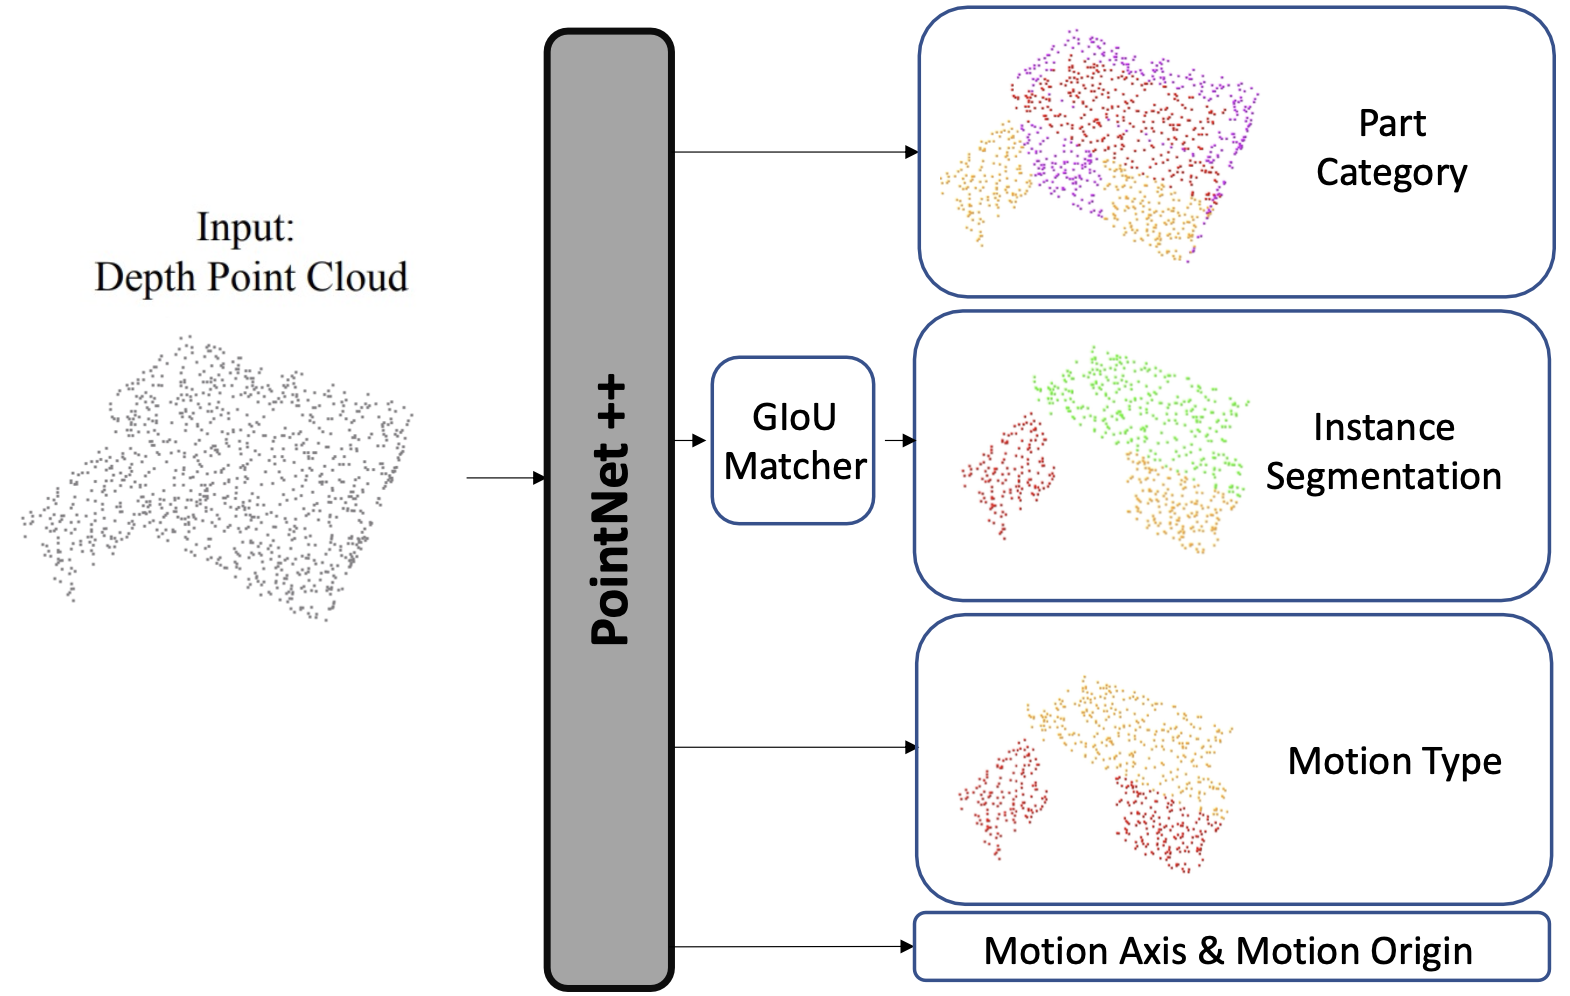 Input:
Depth Point Cloud
PointNet ++
GIoU
Matcher
Part
Category
Instance
Segmentation
Motion Type
Motion Axis & Motion Origin